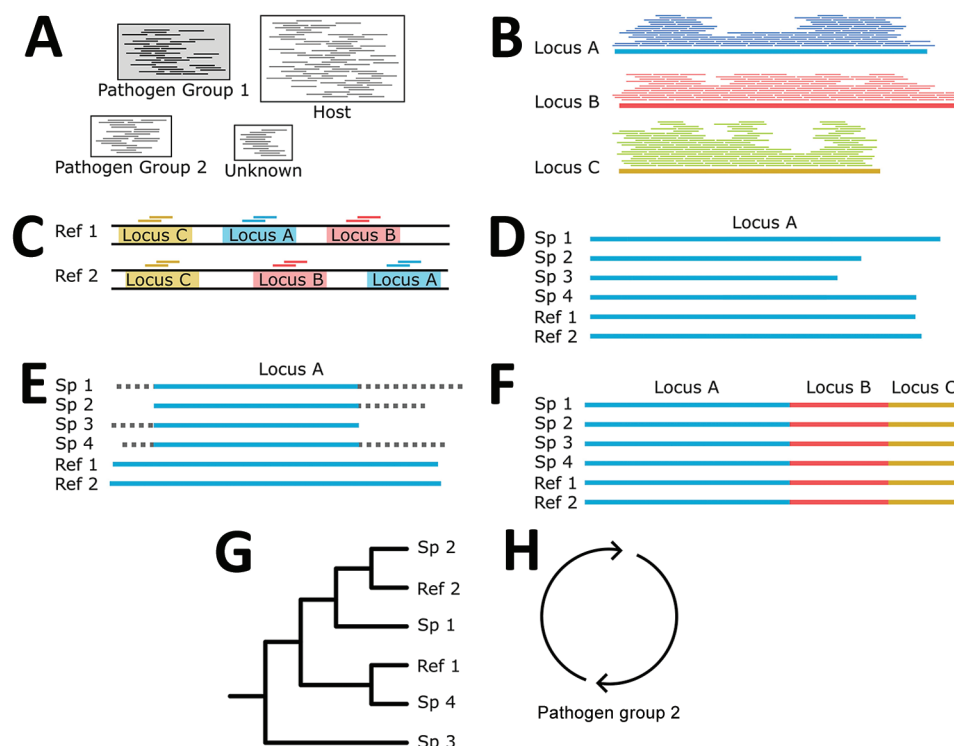 A
Pathogen Group 1
Host
Pathogen Group 2
Unknown
B
Locus A
Locus B
Locus C
C
Ref 1
Locus C
Locus A
Locus B
Ref 2
Locus C
Locus B
Locus A
D
Locus A
Sp 1
Sp 2
Sp 3
Sp 4
Ref 1
Ref 2
E
Locus A
Sp 1
Sp 2
Sp 3
Sp 4
Ref 1
Ref 2
F
Locus A Locus B Locus C
Sp 1
Sp 2
Sp 3
Sp 4
Ref 1
Ref 2
G
Sp 2
Ref 2
Sp 1
Ref 1
Sp 4
Sp 3
H
Pathogen group 2